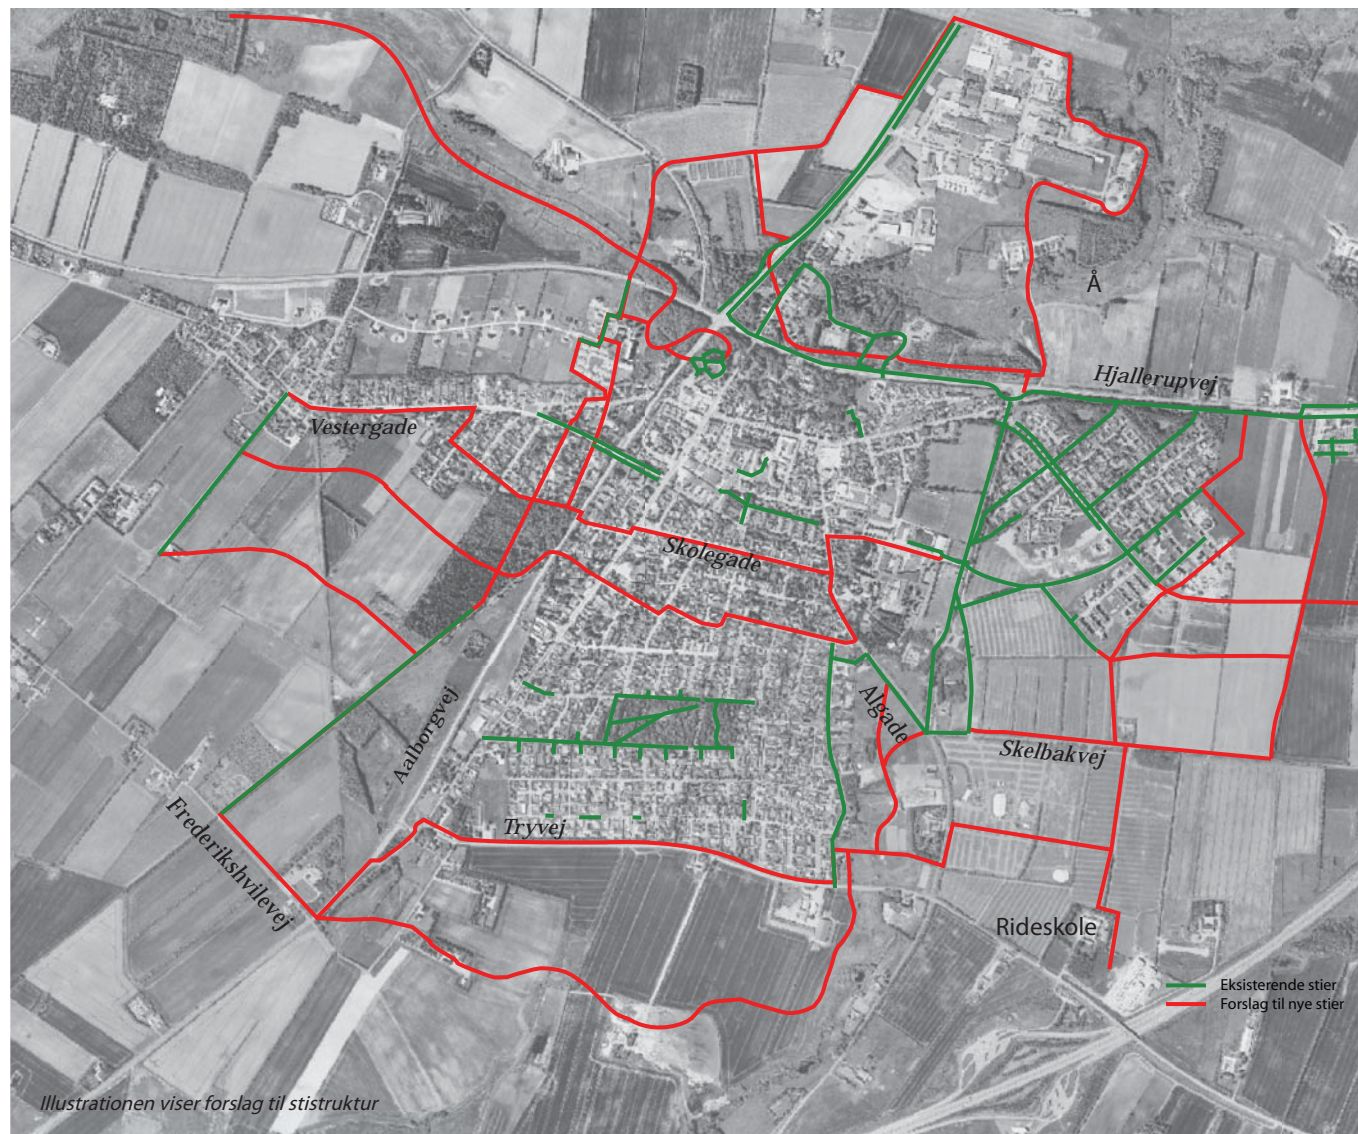 Å
Hjallerupvej
Vestergade
Skolegade
Aalborgvej
Algade
Skelbakvej
Tryvej
Frederikshvilevej
Rideskole
Eksisterende stier
Forslag til nye stier
Illustrationen viser forslag til stistruktur